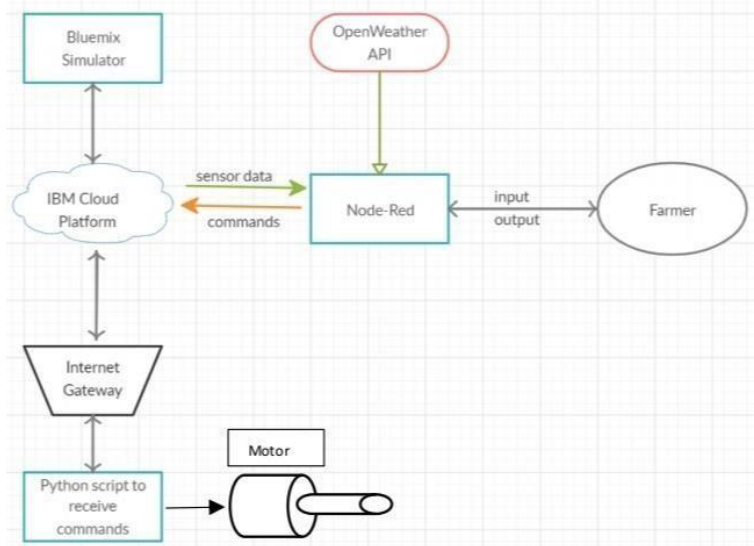 Bluemix
Simulator
OpenWeather
API
IBM Cloud
Platform
sensor data
commands
Node-Red
input
output
Farmer
Internet
Gateway
Python script to
receive
commands
Motor